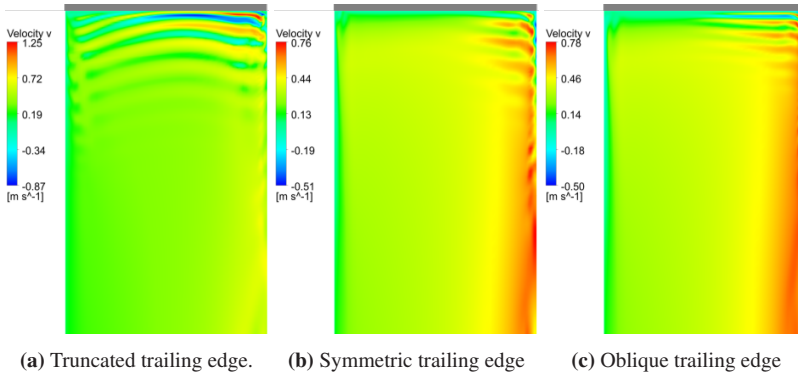 Velocity v
1.25
0.72
0.19
-0.34
-0.87
[m s^-1]
Velocity v
0.76
0.44
0.13
-0.19
-0.51
[m s^-1]
Velocity v
0.78
0.46
0.14
-0.18
-0.50
[m s^-1]
(a) Truncated trailing edge.
(b) Symmetric trailing edge
(c) Oblique trailing edge